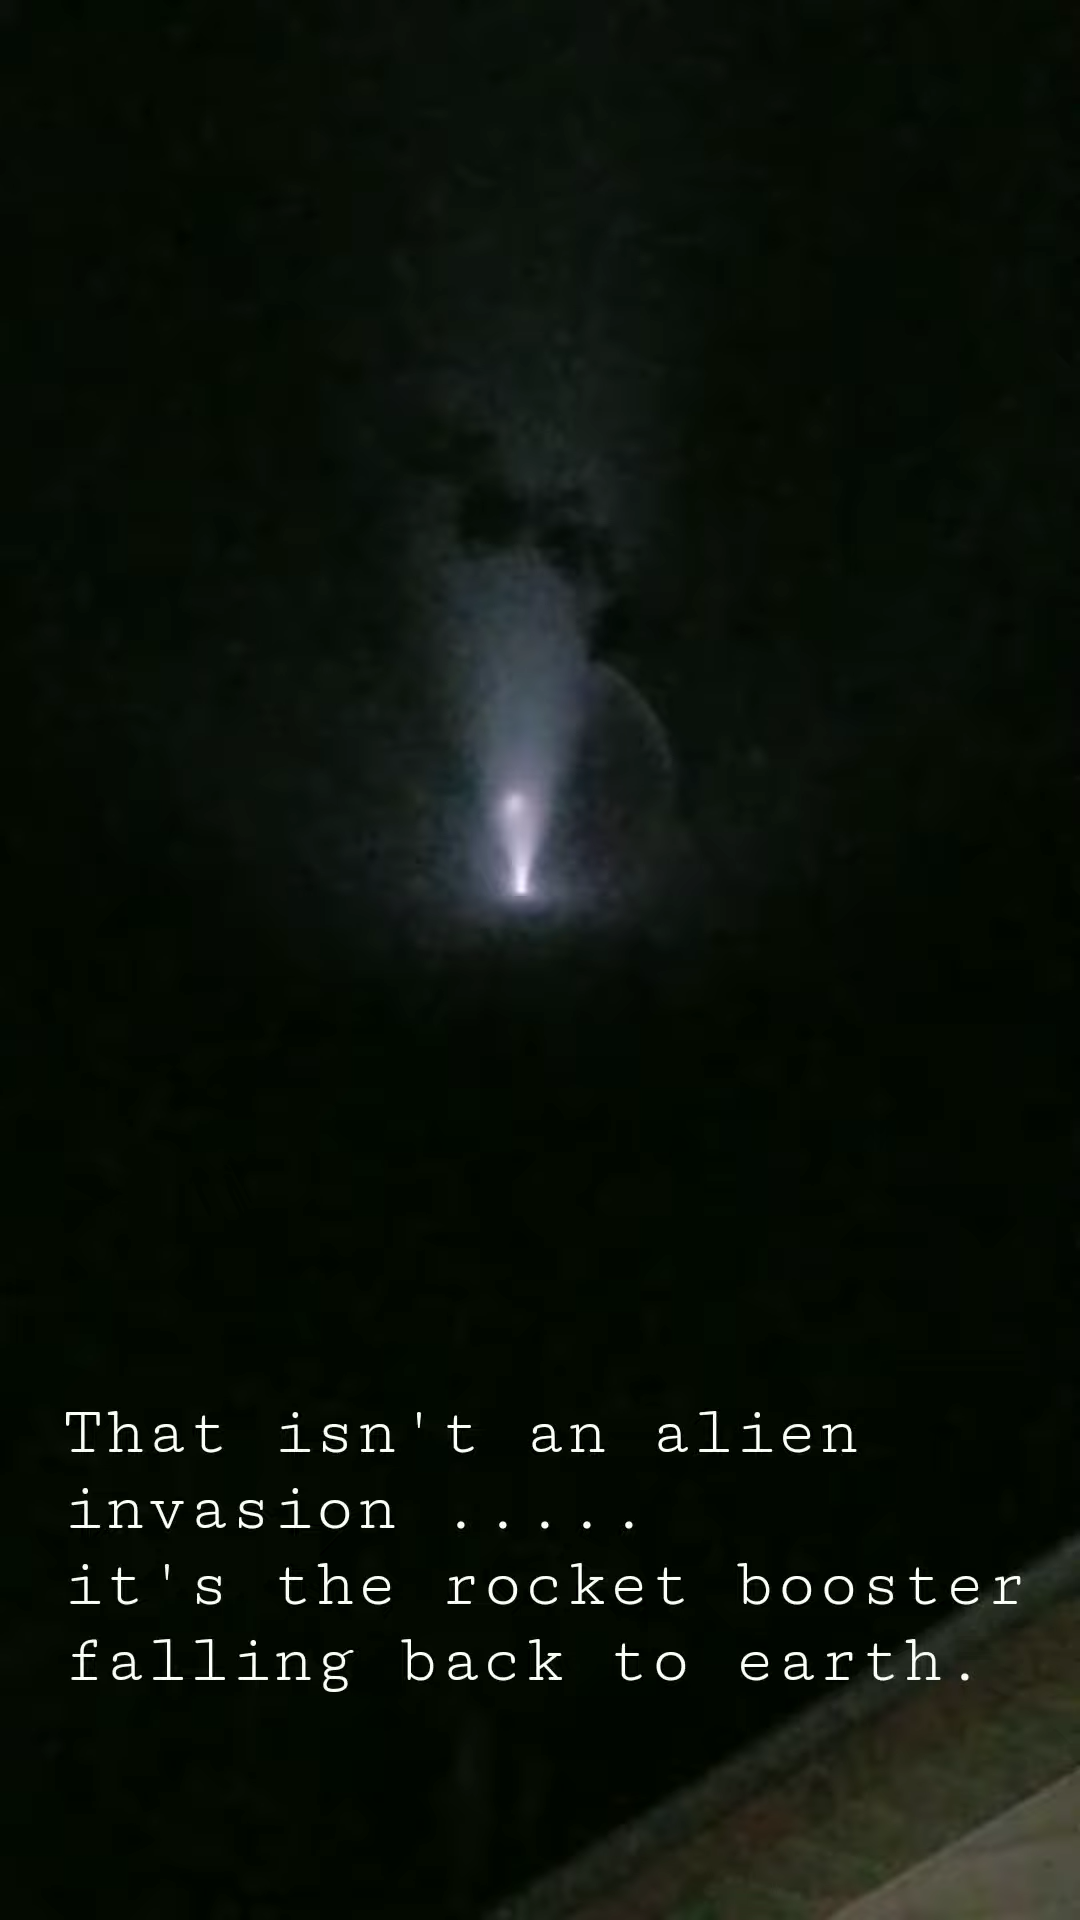 That isn't an alien
invasion .....
it's the rocket booster
falling back to earth.